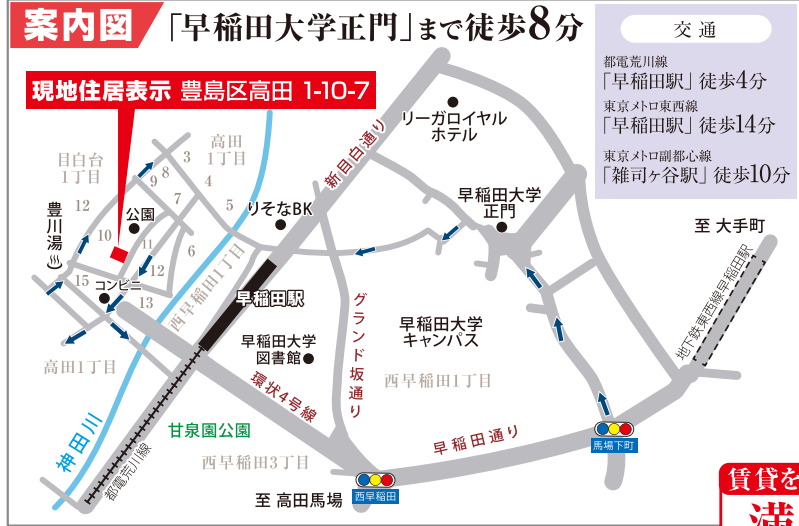 案内図
「早稲田大学正門」まで徒歩8分
交通
都電荒川線
「早稲田駅」徒歩4分
東京メトロ東西線
「早稲田駅」徒歩14分
東京メトロ副都心線
「雑司ヶ谷駅」徒歩10分
現地住居表示 豊島区高田 1-10-7
リーガロイヤル
ホテル
新目白通り
高田
1丁目
目白台
1丁目
3
8
9
4
7
12
5
公園
りそなBK
早稲田大学
正門
豊川湯♨
10
11
6
12
15
コンビニ
13
西早稲田1丁目
早稲田駅
至 大手町
地下鉄東西線早稲田駅
グランド坂通り
早稲田大学
キャンパス
早稲田大学
図書館
高田1丁目
環状4号線
西早稲田1丁目
神田川
甘泉園公園
都電荒川線
西早稲田3丁目
早稲田通り
馬場下町
至 高田馬場
西早稲田
賃貸を